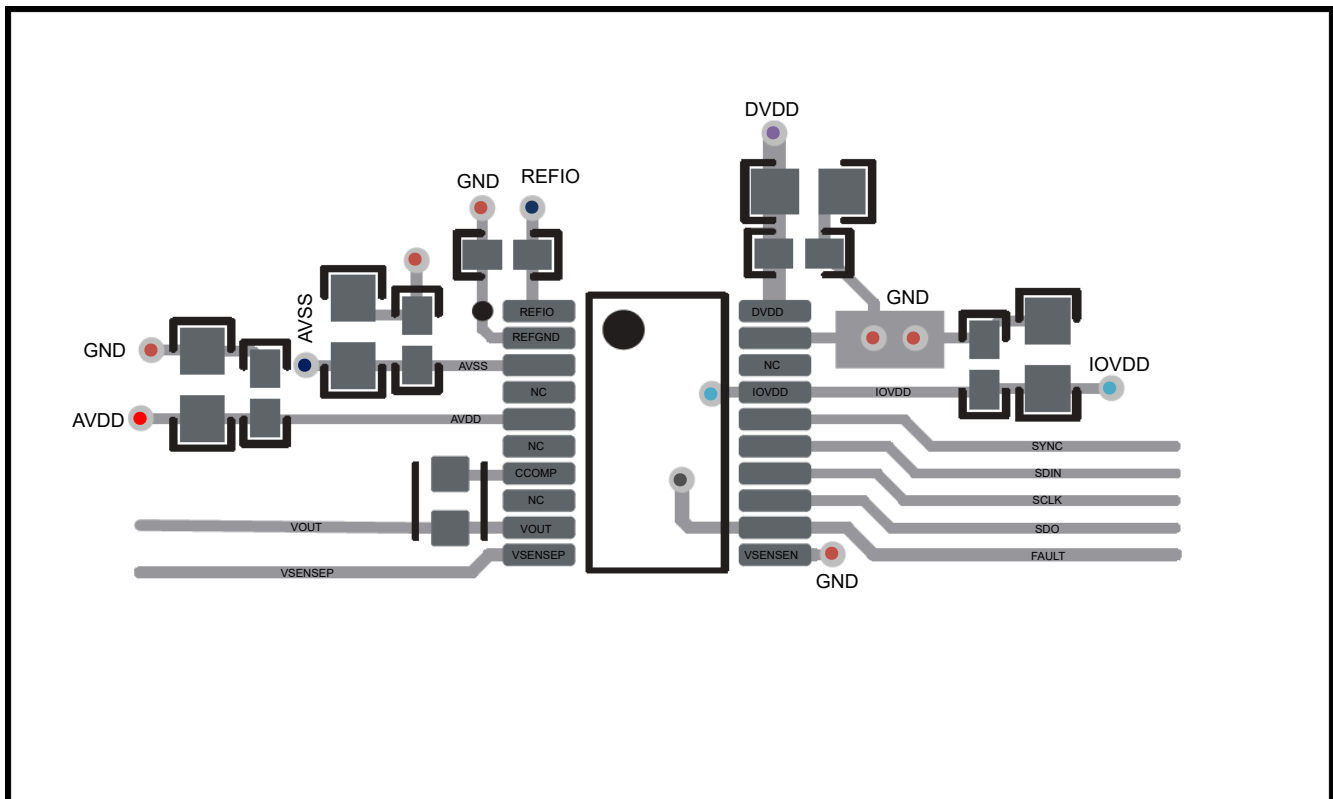 DVDD
GND
REFIO
REFIO
DVDD
GND
REFGND
AVSS
GND
AVSS
NC
IOVDD
NC
IOVDD
IOVDD
AVDD
AVDD
NC
SYNC
CCOMP
SDIN
NC
SCLK
VOUT
VOUT
SDO
VSENSEP
VSENSEN
FAULT
VSENSEP
GND